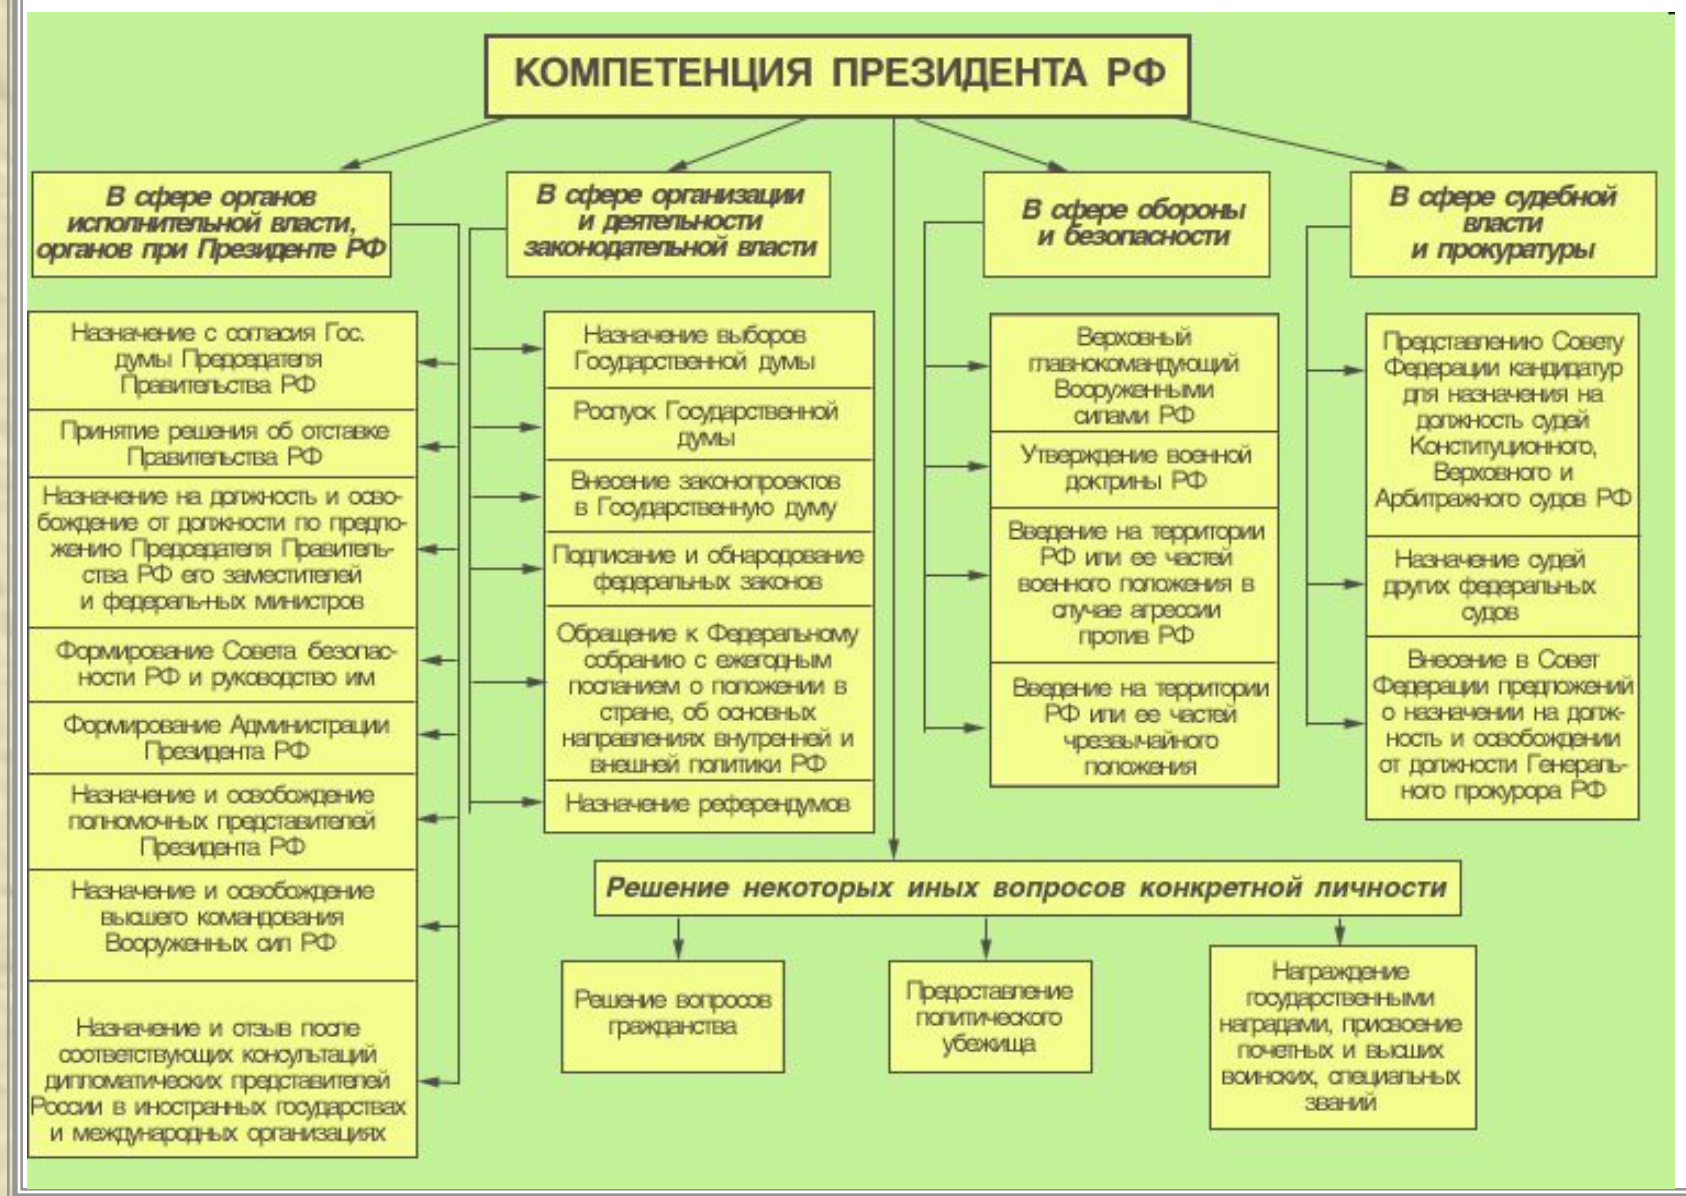 КОМПЕТЕНЦИЯ ПРЕЗИДЕНТА РФ
В сфере органов
исполнительной власти,
органов при Президенте РФ
Назначение с согласия Гос.
думы Председателя
Правительства РФ
Принятие решения об отставке
Правительства РФ
Назначение на должность и осво-
бождение от должности по предло-
жению Председателя Правитель-
ства РФ его заместителей
и федераль-ных министров
Формирование Совета безопас-
ности РФ и руководство им
Формирование Администрации
Президента РФ
Назначение и освобождение
полномочных представителей
Президента РФ
Назначение и освобождение
высшего командования
Вооруженных сил РФ
Назначение и отзыв после
соответствующих консультаций
дипломатических представителей
России в иностранных государствах
и международных организациях
В сфере организации
и деятельности
законодательной власти
Назначение выборов
Государственной думы
Роспуск Государственной
думы
Внесение законопроектов
в Государственную думу
Подписание и обнародование
федеральных законов
Обращение к Федеральному
собранию с ежегодным
посланием о положении в
стране, об основных
направлениях внутренней и
внешней политики РФ
Назначение референдумов
В сфере обороны
и безопасности
Верховный
главнокомандующий
Вооруженными
силами РФ
Утверждение военной
доктрины РФ
Введение на территории
РФ или ее частей
военного положения в
случае агрессии
против РФ
Введение на территории
РФ или ее частей
чрезвычайного
положения
В сфере судебной
власти
и прокуратуры
Представлению Совету
Федерации кандидатур
для назначения на
должность судей
Конституционного,
Верховного и
Арбитражного судов РФ
Назначение судей
других федеральных
судов
Внесение в Совет
Федерации предложений
о назначении на долж-
ность и освобождении
от должности Генераль-
ного прокурора РФ
Решение некоторых иных вопросов конкретной личности
Решение вопросов
гражданства
Предоставление
политического
убежища
Награждение
государственными
наградами, присвоение
почетных и высших
воинских, специальных
званий